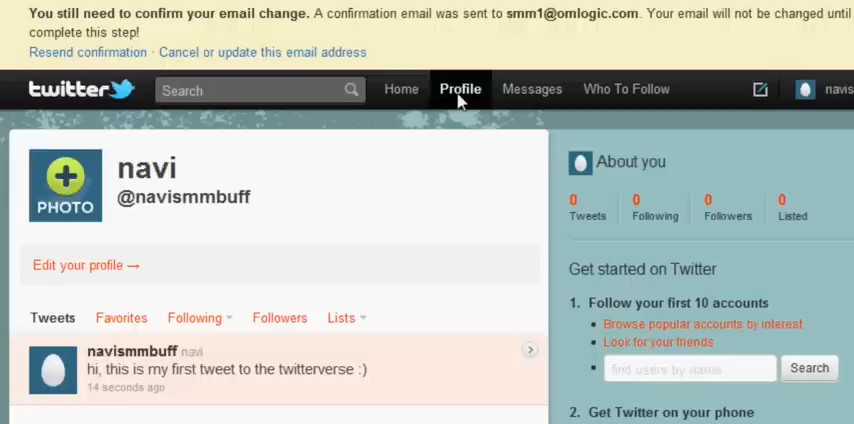 You still need to confirm your email change. A confirmation email was sent to smm1@omlogic.com. Your email will not be changed until
complete this step!
Resend confirmation · Cancel or update this email address
twitter
Search
Home Profile Messages Who To Follow
navis
PHOTO
navi
@navismmbuff
Edit your profile →
Tweets Favorites Following Followers Lists
navismmbuff navi
hi, this is my first tweet to the twitterverse :)
14 seconds ago
About you
0 0 0 0
Tweets Following Followers Listed
Get started on Twitter
1. Follow your first 10 accounts
• Browse popular accounts by interest
• Look for your friends
• find users by name Search
2. Get Twitter on your phone